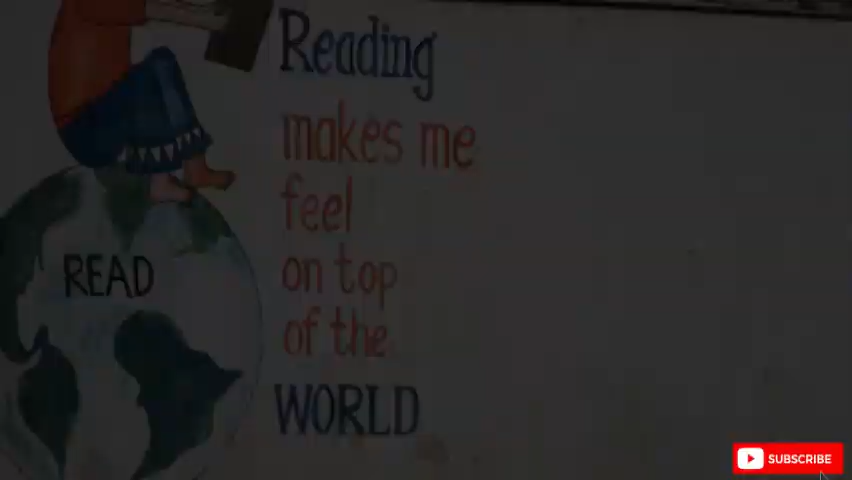 Reading
makes me
feel
on top
of the
WORLD
READ
SUBSCRIBE